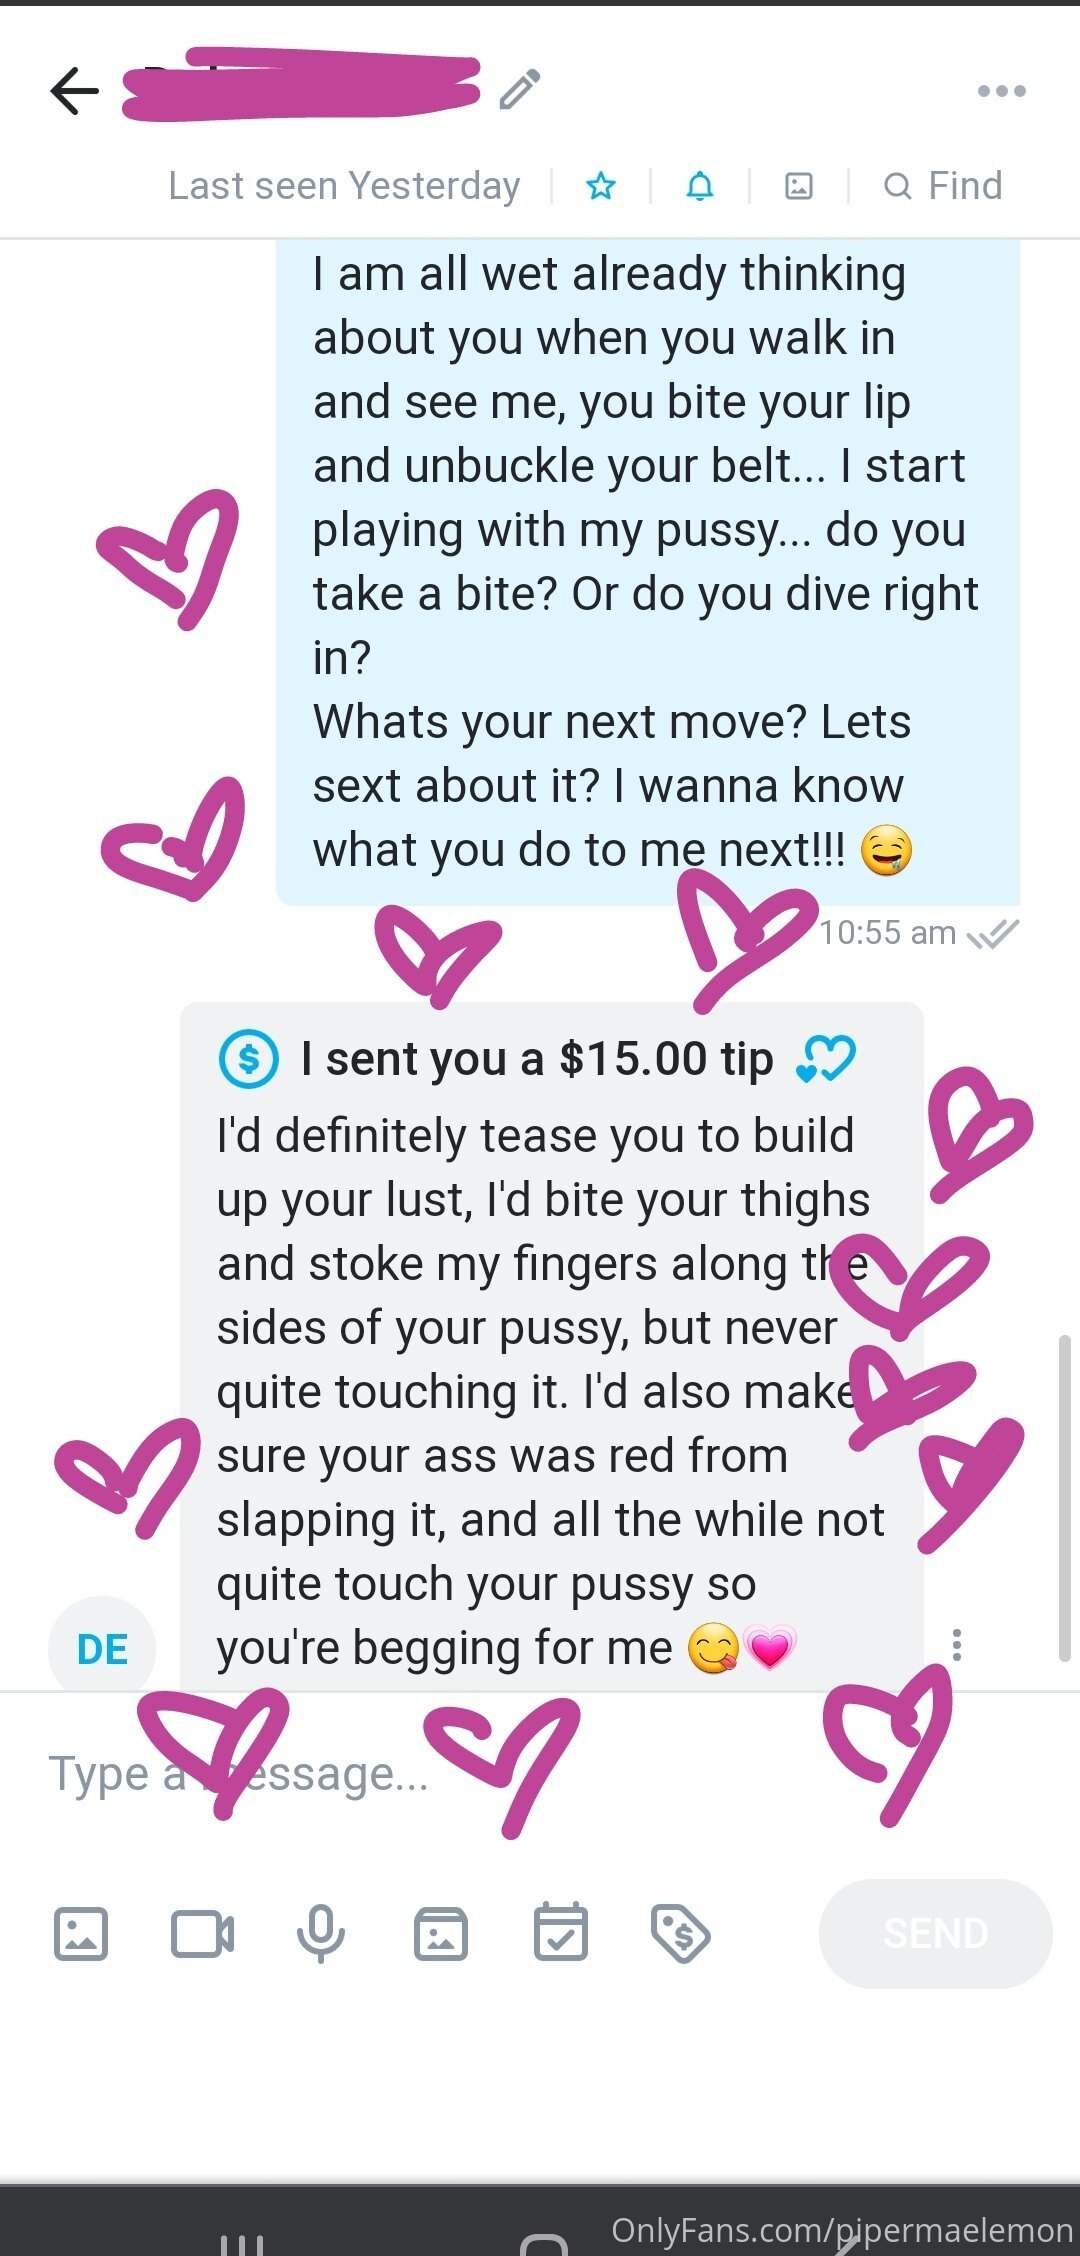 Last seen Yesterday
Find
I am all wet already thinking
about you when you walk in
and see me, you bite your lip
and unbuckle your belt... I start
playing with my pussy... do you
take a bite? Or do you dive right
in?
Whats your next move? Lets
sext about it? I wanna know
what you do to me next!!! 🤤
10:55 am
$ I sent you a $15.00 tip
I'd definitely tease you to build
up your lust, I'd bite your thighs
and stoke my fingers along the
sides of your pussy, but never
quite touching it. I'd also make
sure your ass was red from
slapping it, and all the while not
quite touch your pussy so
you're begging for me 😋💗
DE
Type a message...
SEND
OnlyFans.com/pipermaelemon